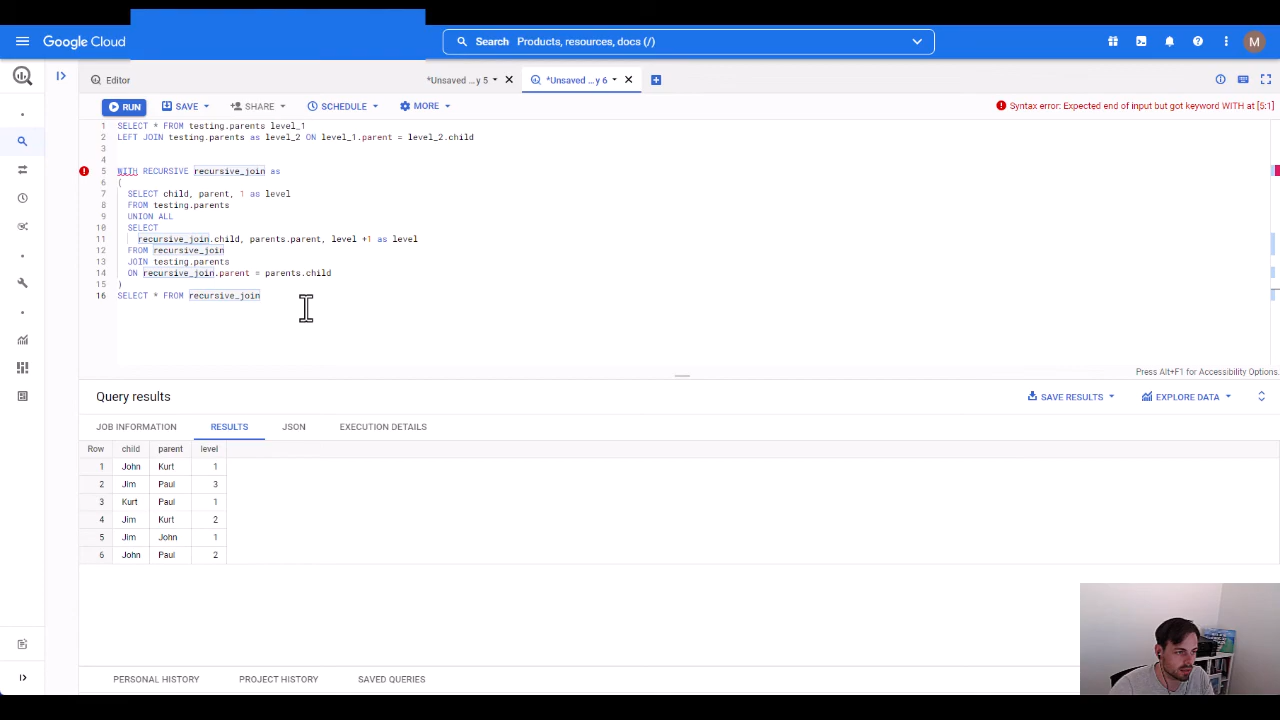 Google Cloud
Search Products, resources, docs (/)
M
Editor
*Unsaved ...y 5
*Unsaved ...y 6
RUN
SAVE
SHARE
SCHEDULE
MORE
Syntax error: Expected end of input but got keyword WITH at [5:1]
1 SELECT * FROM testing.parents level_1
2 LEFT JOIN testing.parents as level_2 ON level_1.parent = level_2.child
3
4
5 WITH RECURSIVE recursive_join as
6 (
7 SELECT child, parent, 1 as level
8 FROM testing.parents
9 UNION ALL
10 SELECT
11 recursive_join.child, parents.parent, level +1 as level
12 FROM recursive_join
13 JOIN testing.parents
14 ON recursive_join.parent = parents.child
15 )
16 SELECT * FROM recursive_join
Press Alt+F1 for Accessibility Options.
Query results
SAVE RESULTS
EXPLORE DATA
JOB INFORMATION
RESULTS
JSON
EXECUTION DETAILS
Row child parent level
1 John Kurt 1
2 Jim Paul 3
3 Kurt Paul 1
4 Jim Kurt 2
5 Jim John 1
6 John Paul 2
PERSONAL HISTORY
PROJECT HISTORY
SAVED QUERIES